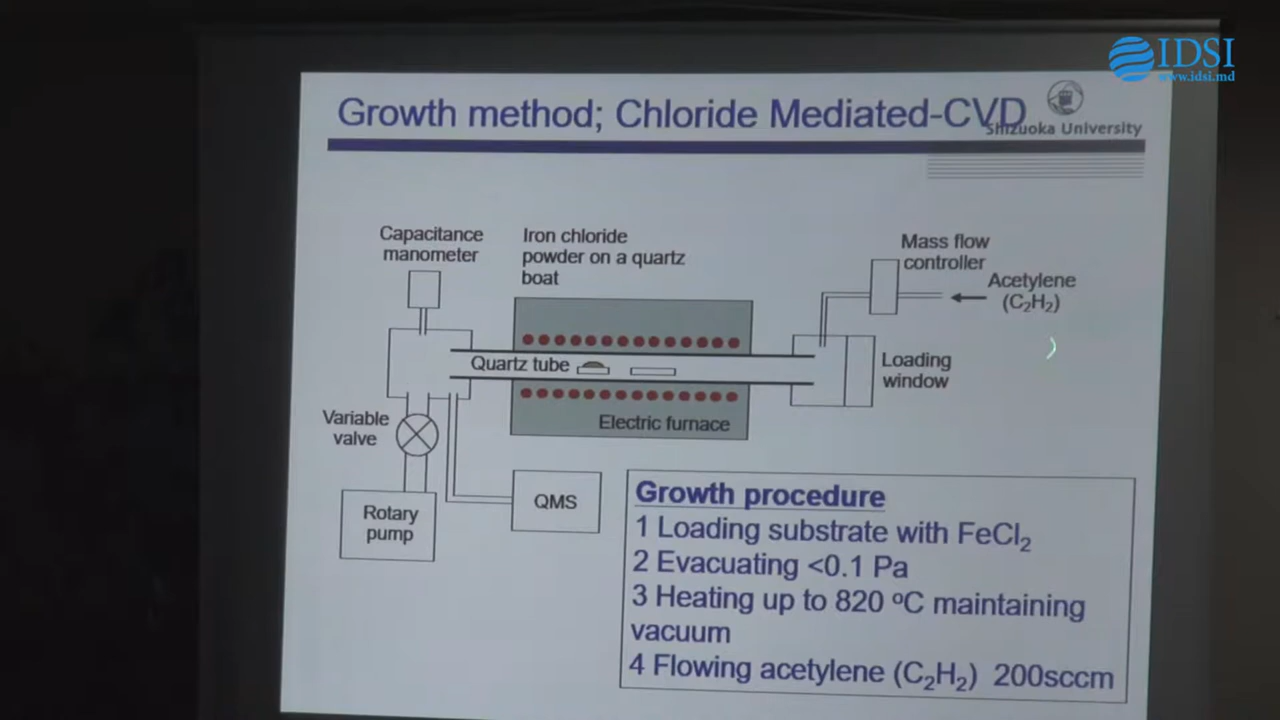 IDSI
www.idsi.md
Growth method; Chloride Mediated-CVD
Shizuoka University
Capacitance
manometer
Iron chloride
powder on a quartz
boat
Mass flow
controller
Acetylene
(C₂H₂)
Quartz tube
Loading
window
Electric furnace
Variable
valve
Rotary
pump
QMS
Growth procedure
1 Loading substrate with FeCl₂
2 Evacuating <0.1 Pa
3 Heating up to 820 ºC maintaining
vacuum
4 Flowing acetylene (C₂H₂) 200sccm